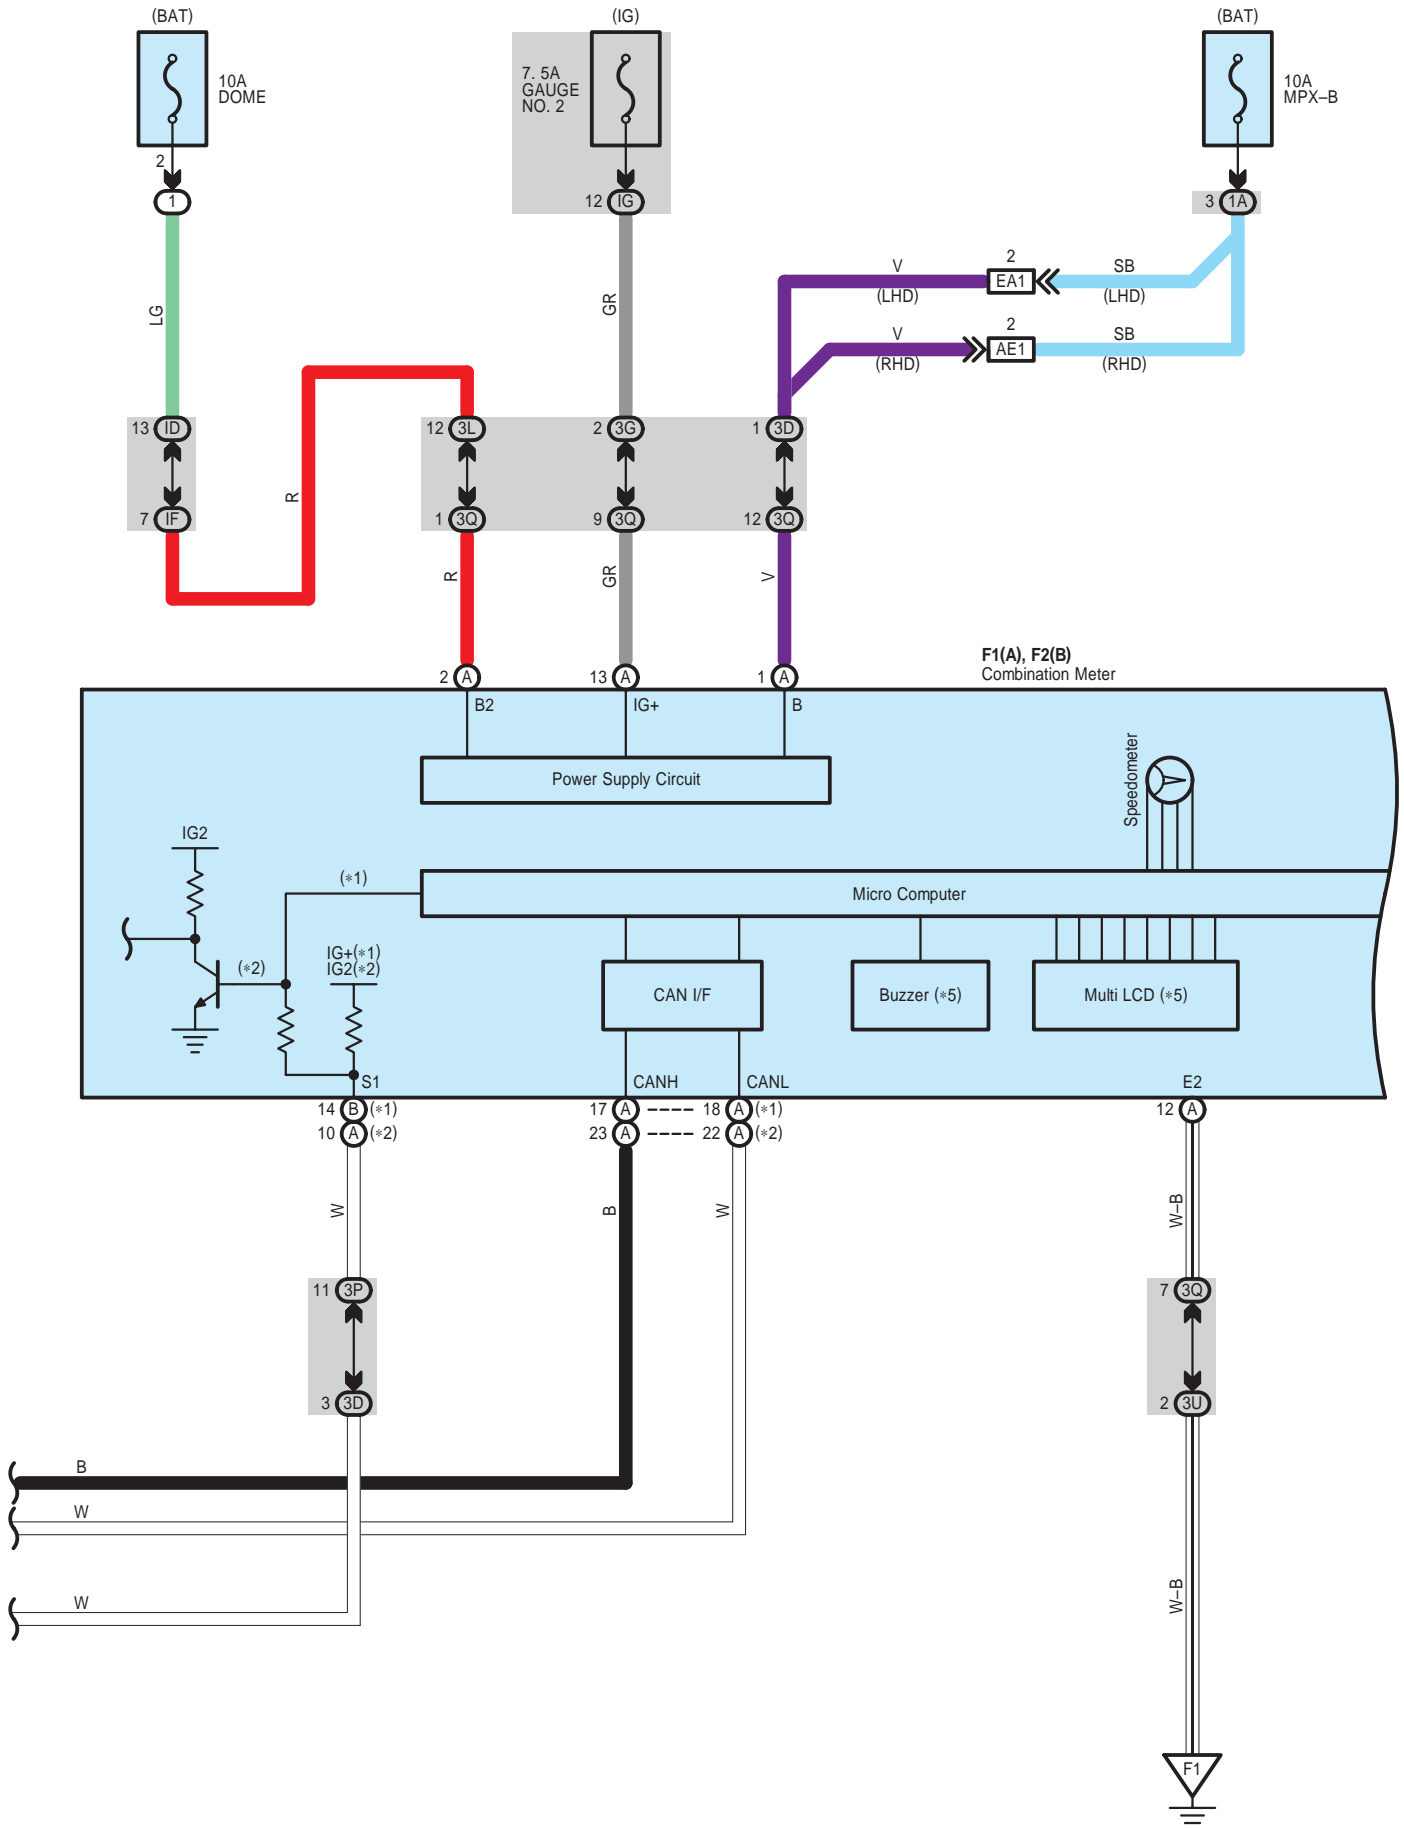 (BAT)
(IG)
(BAT)
10A
DOME
7. 5A
GAUGE
NO. 2
10A
MPX–B
2
1
12 IG
3 1A
V
(LHD)
2
EA1
SB
(LHD)
V
(RHD)
2
AE1
SB
(RHD)
LG
GR
R
13 ID
12 3L
2 3G
1 3D
7 IF
1 3Q
9 3Q
12 3Q
R
GR
V
F1(A), F2(B)
Combination Meter
2 A
13 A
1 A
B2
IG+
B
Power Supply Circuit
Speedometer
IG2
(*1)
Micro Computer
(*2)
IG+(*1)
IG2(*2)
CAN I/F
Buzzer (*5)
Multi LCD (*5)
S1
CANH
CANL
E2
14 B (*1)
17 A
18 A (*1)
12 A
10 A (*2)
23 A
22 A (*2)
W
B
W
W–B
11 3P
7 3Q
3 3D
2 3U
B
W
W
W–B
F1